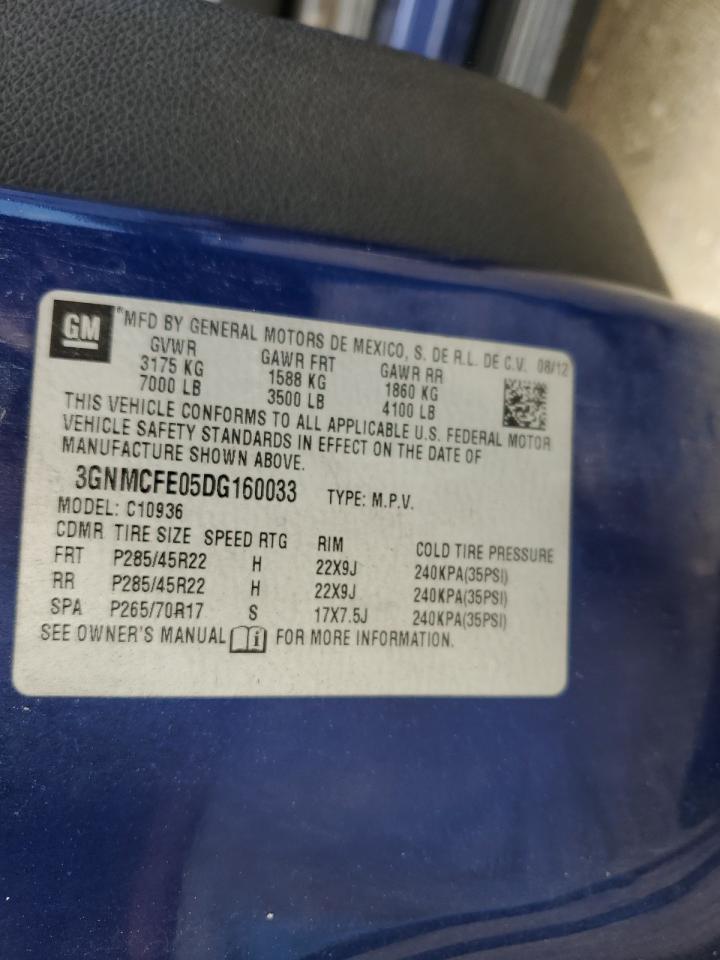 GM MFD BY GENERAL MOTORS DE MEXICO, S. DE R.L. DE C.V. 08/12
GVWR GAWR FRT GAWR RR
3175 KG 1588 KG 1860 KG
7000 LB 3500 LB 4100 LB
THIS VEHICLE CONFORMS TO ALL APPLICABLE U.S. FEDERAL MOTOR
VEHICLE SAFETY STANDARDS IN EFFECT ON THE DATE OF
MANUFACTURE SHOWN ABOVE.
3GNMCFE05DG160033 TYPE: M.P.V.
MODEL: C10936
CDMR TIRE SIZE SPEED RTG RIM COLD TIRE PRESSURE
FRT P285/45R22 H 22X9J 240KPA(35PSI)
RR P285/45R22 H 22X9J 240KPA(35PSI)
SPA P265/70R17 S 17X7.5J 240KPA(35PSI)
SEE OWNER'S MANUAL FOR MORE INFORMATION.